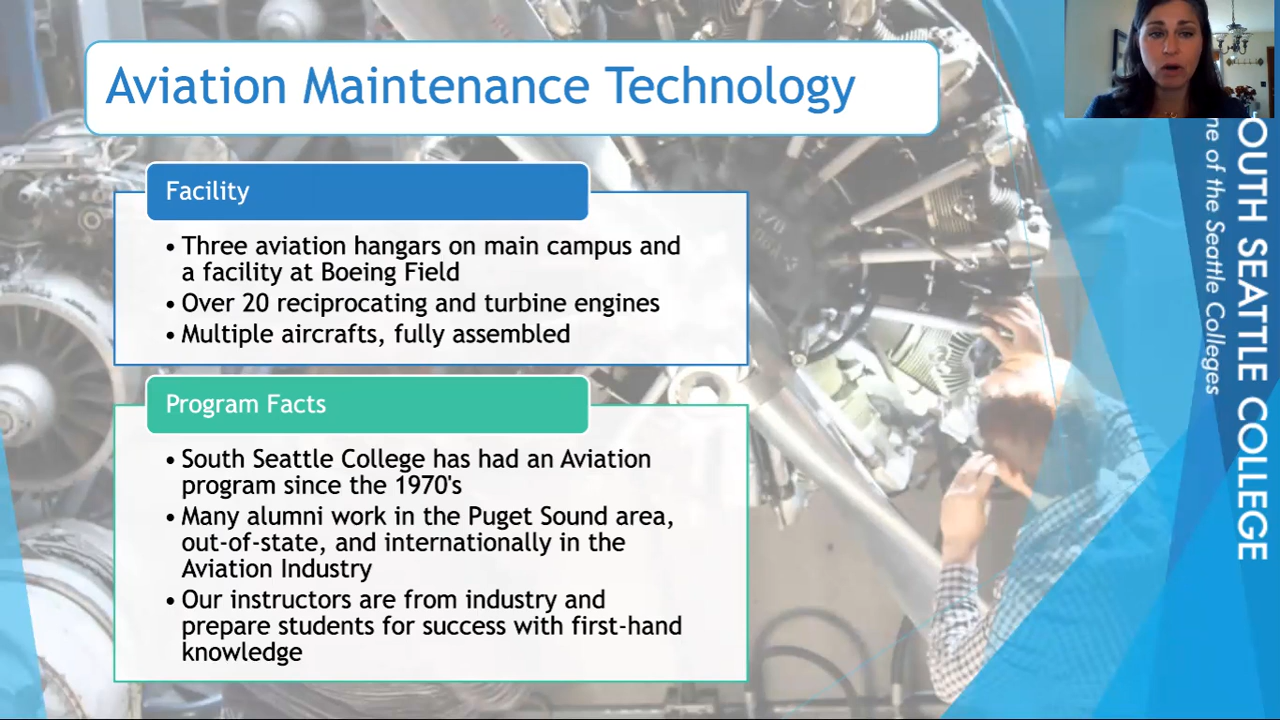 Aviation Maintenance Technology
Facility
• Three aviation hangars on main campus and
a facility at Boeing Field
• Over 20 reciprocating and turbine engines
• Multiple aircrafts, fully assembled
Program Facts
• South Seattle College has had an Aviation
program since the 1970's
• Many alumni work in the Puget Sound area,
out-of-state, and internationally in the
Aviation Industry
• Our instructors are from industry and
prepare students for success with first-hand
knowledge
OUTH SEATTLE COLLEGE
ne of the Seattle Colleges